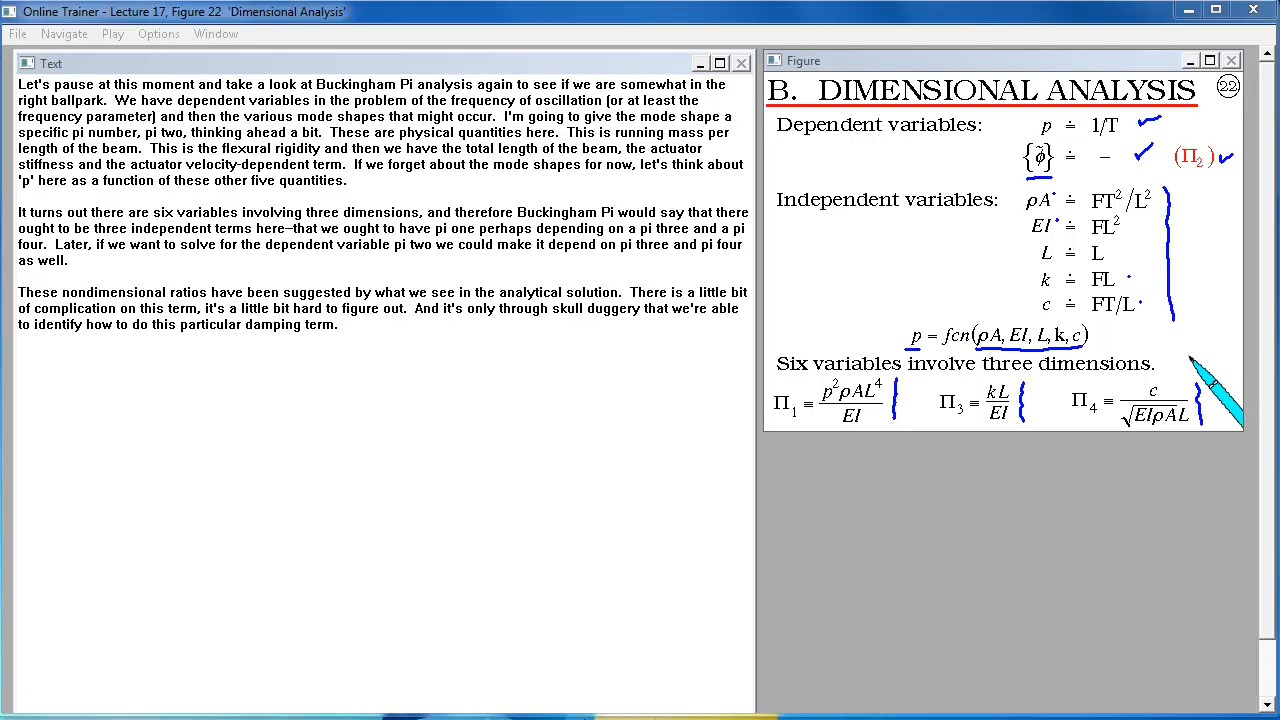 Online Trainer - Lecture 17, Figure 22 'Dimensional Analysis'
File Navigate Play Options Window
Text
Let's pause at this moment and take a look at Buckingham Pi analysis again to see if we are somewhat in the
right ballpark. We have dependent variables in the problem of the frequency of oscillation (or at least the
frequency parameter) and then the various mode shapes that might occur. I'm going to give the mode shape a
specific pi number, pi two, thinking ahead a bit. These are physical quantities here. This is running mass per
length of the beam. This is the flexural rigidity and then we have the total length of the beam, the actuator
stiffness and the actuator velocity-dependent term. If we forget about the mode shapes for now, let's think about
'p' here as a function of these other five quantities.
It turns out there are six variables involving three dimensions, and therefore Buckingham Pi would say that there
ought to be three independent terms here–that we ought to have pi one perhaps depending on a pi three and a pi
four. Later, if we want to solve for the dependent variable pi two we could make it depend on pi three and pi four
as well.
These nondimensional ratios have been suggested by what we see in the analytical solution. There is a little bit
of complication on this term, it's a little bit hard to figure out. And it's only through skull duggery that we're able
to identify how to do this particular damping term.
Figure
B. DIMENSIONAL ANALYSIS 22
Dependent variables: p ≐ 1/T
{ϕ̃} ≐ – (Π₂)
Independent variables: ρA ≐ FT²/L²
EI ≐ FL²
L ≐ L
k ≐ FL
c ≐ FT/L
p = fcn(ρA, EI, L, k, c)
Six variables involve three dimensions.
Π₁ ≡ p²ρAL⁴/EI Π₃ ≡ kL/EI Π₄ ≡ c/√EIρAL